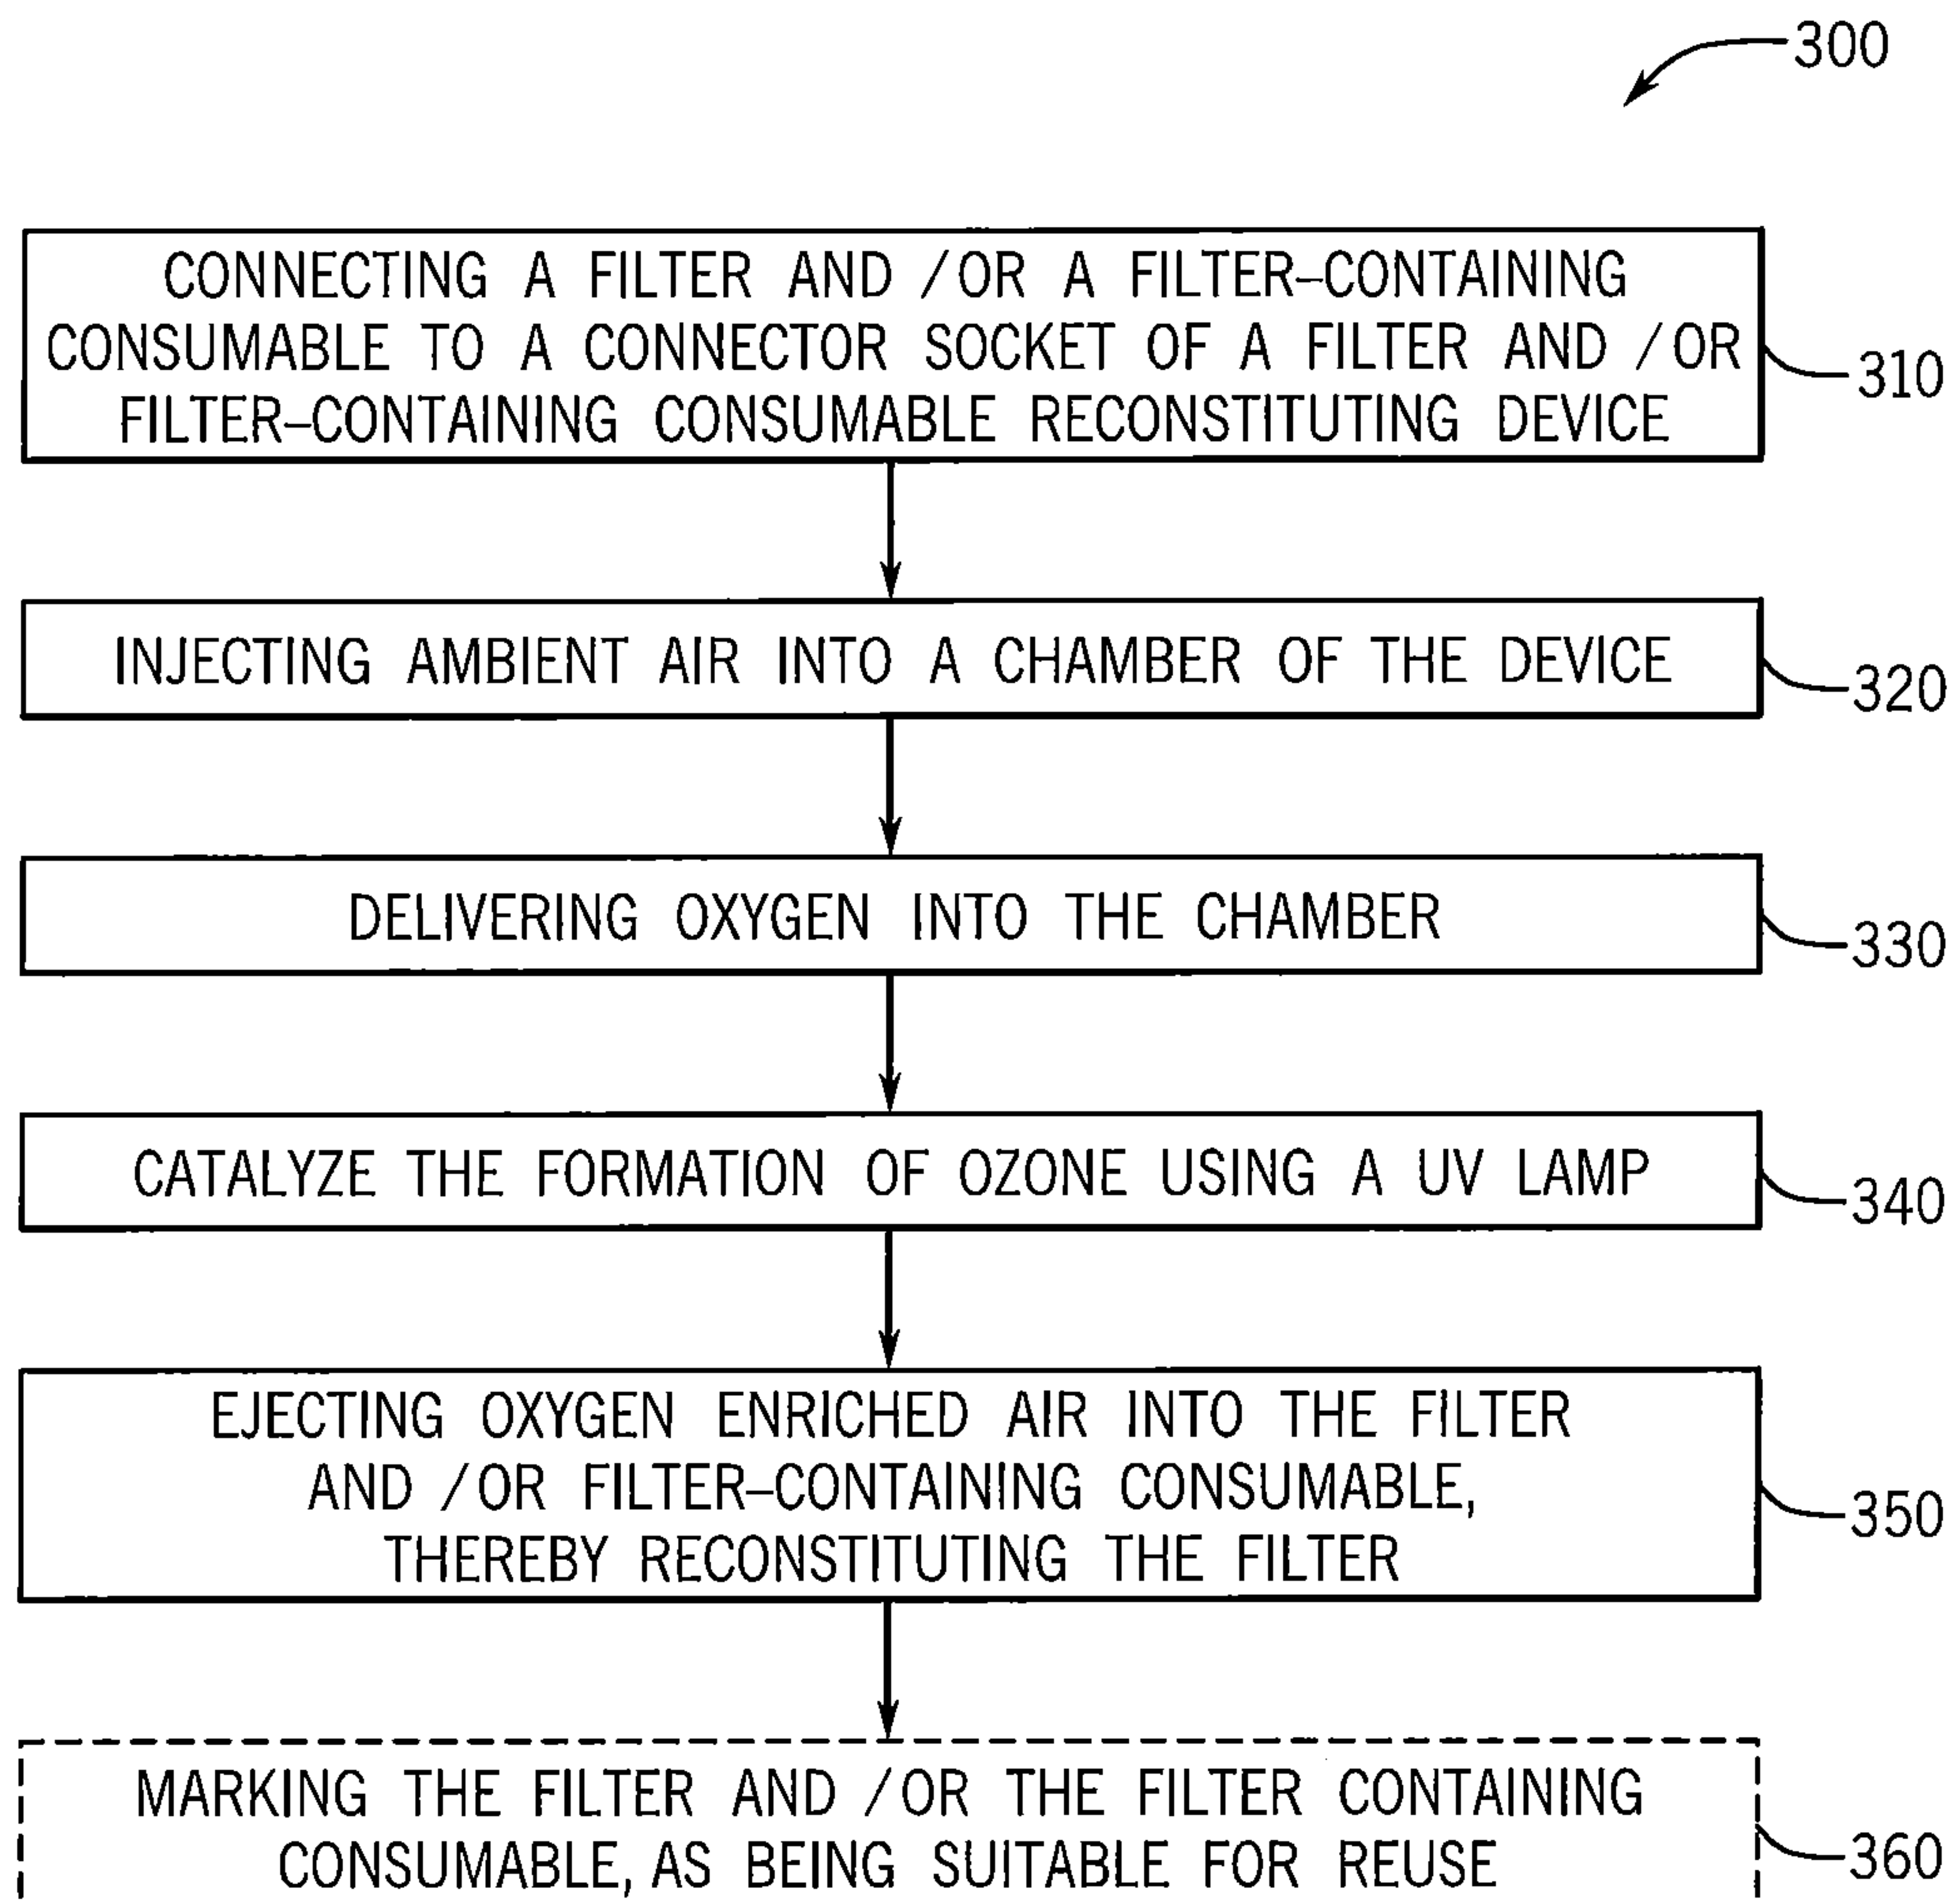 300
CONNECTING A FILTER AND /OR A FILTER-CONTAINING
CONSUMABLE TO A CONNECTOR SOCKET OF A FILTER AND /OR
FILTER-CONTAINING CONSUMABLE RECONSTITUTING DEVICE
310
INJECTING AMBIENT AIR INTO A CHAMBER OF THE DEVICE
320
DELIVERING OXYGEN INTO THE CHAMBER
330
CATALYZE THE FORMATION OF OZONE USING A UV LAMP
340
EJECTING OXYGEN ENRICHED AIR INTO THE FILTER
AND /OR FILTER-CONTAINING CONSUMABLE,
THEREBY RECONSTITUTING THE FILTER
350
MARKING THE FILTER AND /OR THE FILTER CONTAINING
CONSUMABLE, AS BEING SUITABLE FOR REUSE
360